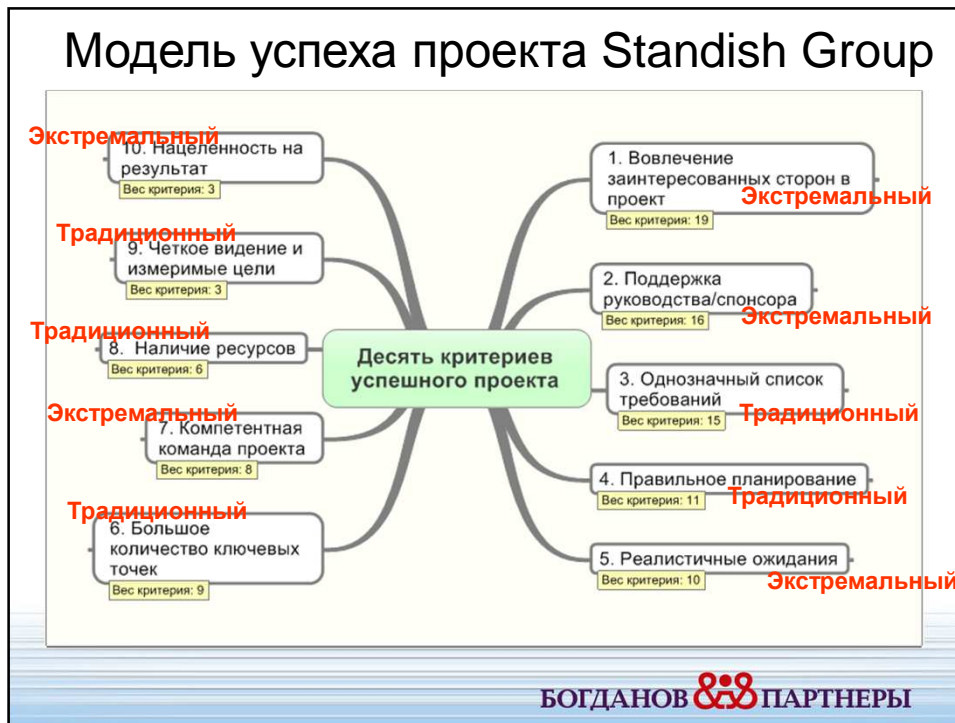 Модель успеха проекта Standish Group
Экстремальный
10. Нацеленность на
результат
Вес критерия: 3
Традиционный
9. Четкое видение и
измеримые цели
Вес критерия: 3
Традиционный
8. Наличие ресурсов
Вес критерия: 6
Экстремальный
7. Компетентная
команда проекта
Вес критерия: 8
Традиционный
6. Большое
количество ключевых
точек
Вес критерия: 9
Десять критериев
успешного проекта
1. Вовлечение
заинтересованных сторон в
проект
Экстремальный
Вес критерия: 19
2. Поддержка
руководства/спонсора
Вес критерия: 16
Экстремальный
3. Однозначный список
требований
Традиционный
Вес критерия: 15
4. Правильное планирование
Традиционный
Вес критерия: 11
5. Реалистичные ожидания
Вес критерия: 10
Экстремальный
БОГДАНОВ ПАРТНЕРЫ